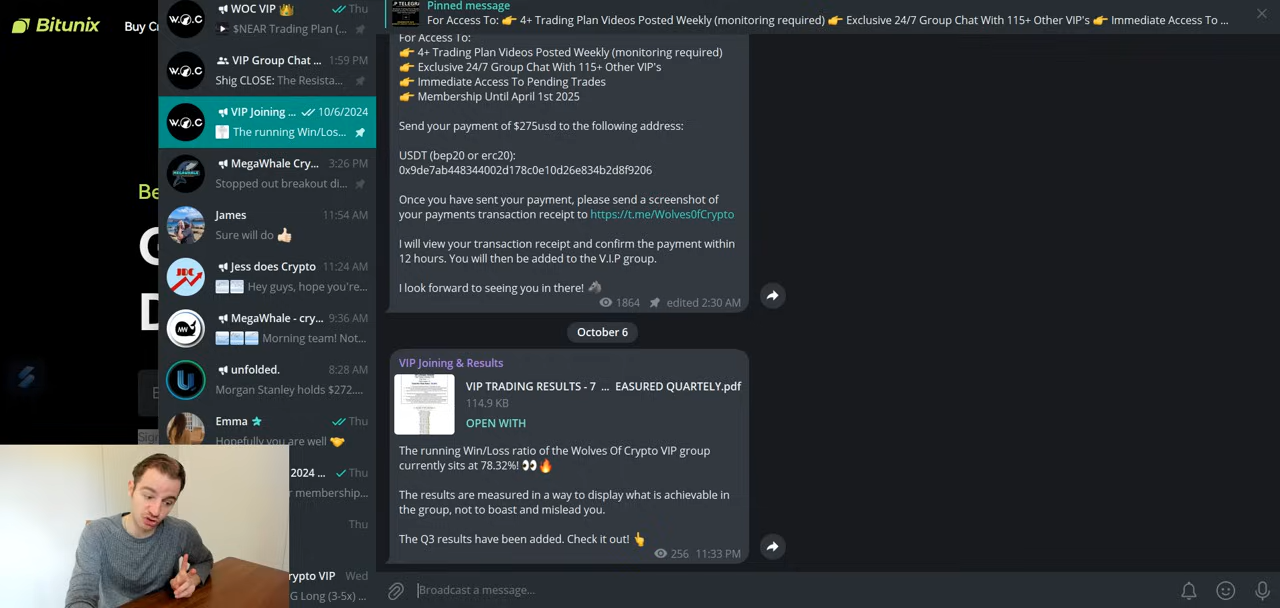 Bitunix
Buy C
WOC VIP 👑
Thu
$NEAR Trading Plan (...
VIP Group Chat ...
1:59 PM
Shig CLOSE: The Resista...
VIP Joining ...
10/6/2024
The running Win/Los...
MegaWhale Cry...
3:26 PM
Stopped out breakout di...
James
11:54 AM
Sure will do 👍🏻
Jess does Crypto
11:24 AM
Hey guys, hope you're...
MegaWhale - cry...
9:36 AM
Morning team! Not...
unfolded.
8:28 AM
Morgan Stanley holds $272....
Emma
Thu
Hopefully you are well 🤝
2024 ...
Thu
r membership...
Thu
rypto VIP
Wed
G Long (3-5x) ...
W.O.C
W.O.C
W.O.C
MEGAWHALE
JDC
MW
Be
Pinned message
For Access To: 👉 4+ Trading Plan Videos Posted Weekly (monitoring required) 👉 Exclusive 24/7 Group Chat With 115+ Other VIP's 👉 Immediate Access To ...
For Access To:
👉 4+ Trading Plan Videos Posted Weekly (monitoring required)
👉 Exclusive 24/7 Group Chat With 115+ Other VIP's
👉 Immediate Access To Pending Trades
👉 Membership Until April 1st 2025
Send your payment of $275usd to the following address:
USDT (bep20 or erc20):
0x9de7ab448344002d178c0e10d26e834b2d8f9206
Once you have sent your payment, please send a screenshot of
your payments transaction receipt to https://t.me/Wolves0fCrypto
I will view your transaction receipt and confirm the payment within
12 hours. You will then be added to the V.I.P group.
I look forward to seeing you in there! 🐴
1864
edited 2:30 AM
October 6
VIP Joining & Results
VIP TRADING RESULTS - 7 ... EASURED QUARTELY.pdf
114.9 KB
OPEN WITH
The running Win/Loss ratio of the Wolves Of Crypto VIP group
currently sits at 78.32%! 👀🔥
The results are measured in a way to display what is achievable in
the group, not to boast and mislead you.
The Q3 results have been added. Check it out! 👆
256 11:33 PM
Broadcast a message...